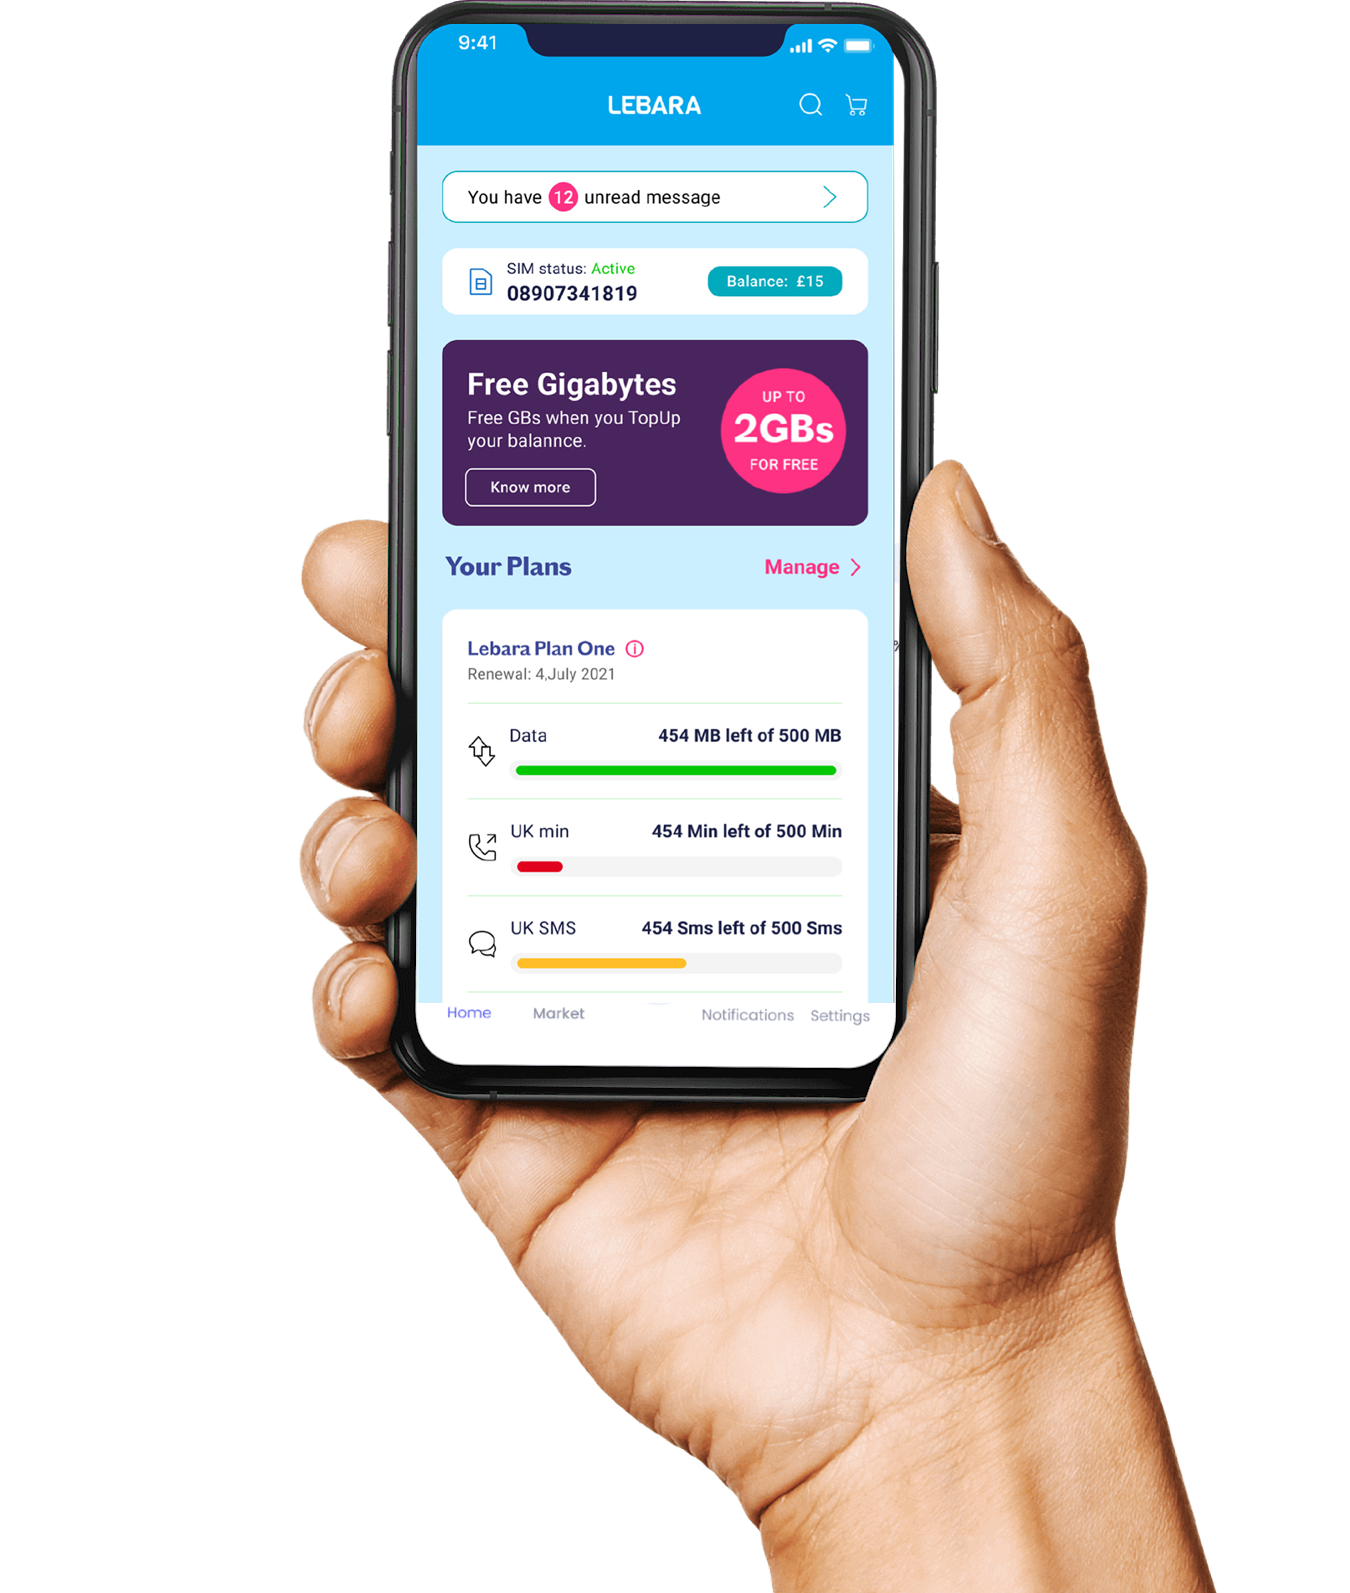 9:41
LEBARA
You have 12 unread message
SIM status: Active
08907341819
Balance: £15
Free Gigabytes
Free GBs when you TopUp
your balannce.
Know more
UP TO
2GBs
FOR FREE
Your Plans
Manage
Lebara Plan One
Renewal: 4,July 2021
Data
454 MB left of 500 MB
UK min
454 Min left of 500 Min
UK SMS
454 Sms left of 500 Sms
Home
Market
Notifications
Settings